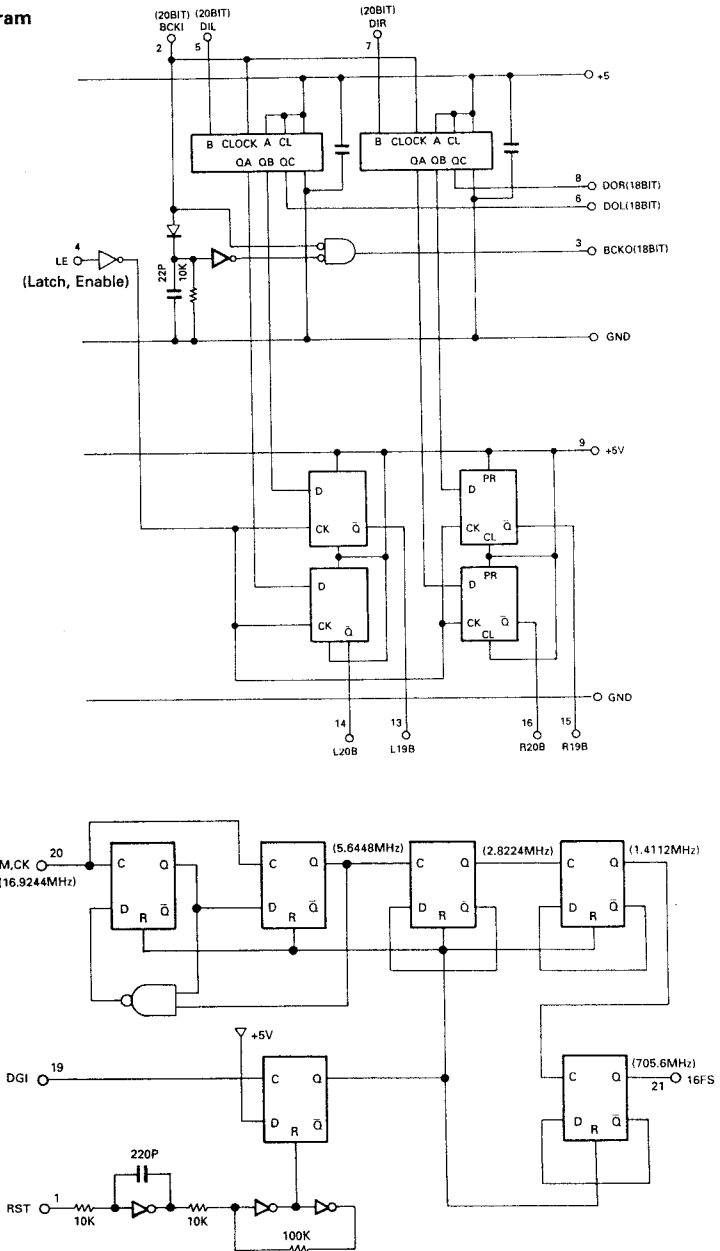 ram
(20BIT) (20BIT)
BCKI DIL
2 5
(20BIT)
DIR
7
+5
B CLOCK A CL
QA QB QC
B CLOCK A CL
QA QB QC
8 DOR(18BIT)
6 DOL(18BIT)
3 BCKO(18BIT)
4
LE
(Latch, Enable)
22P
10K
GND
9 +5V
D
CK Q̄
PR
D
CK Q̄
CL
D
CK
Q̄
PR
D
CK Q̄
CL
GND
14 13 16 15
L20B L19B R20B R19B
M,CK 20
(16.9244MHz)
C Q
D R Q̄
C Q
D R Q̄
(5.6448MHz)
C Q
D R Q̄
(2.8224MHz)
C Q
D R Q̄
(1.4112MHz)
+5V
DGI 19
C Q
D R Q̄
C Q
D R Q̄
(705.6MHz)
21 16FS
220P
RST 1
10K 10K
100K